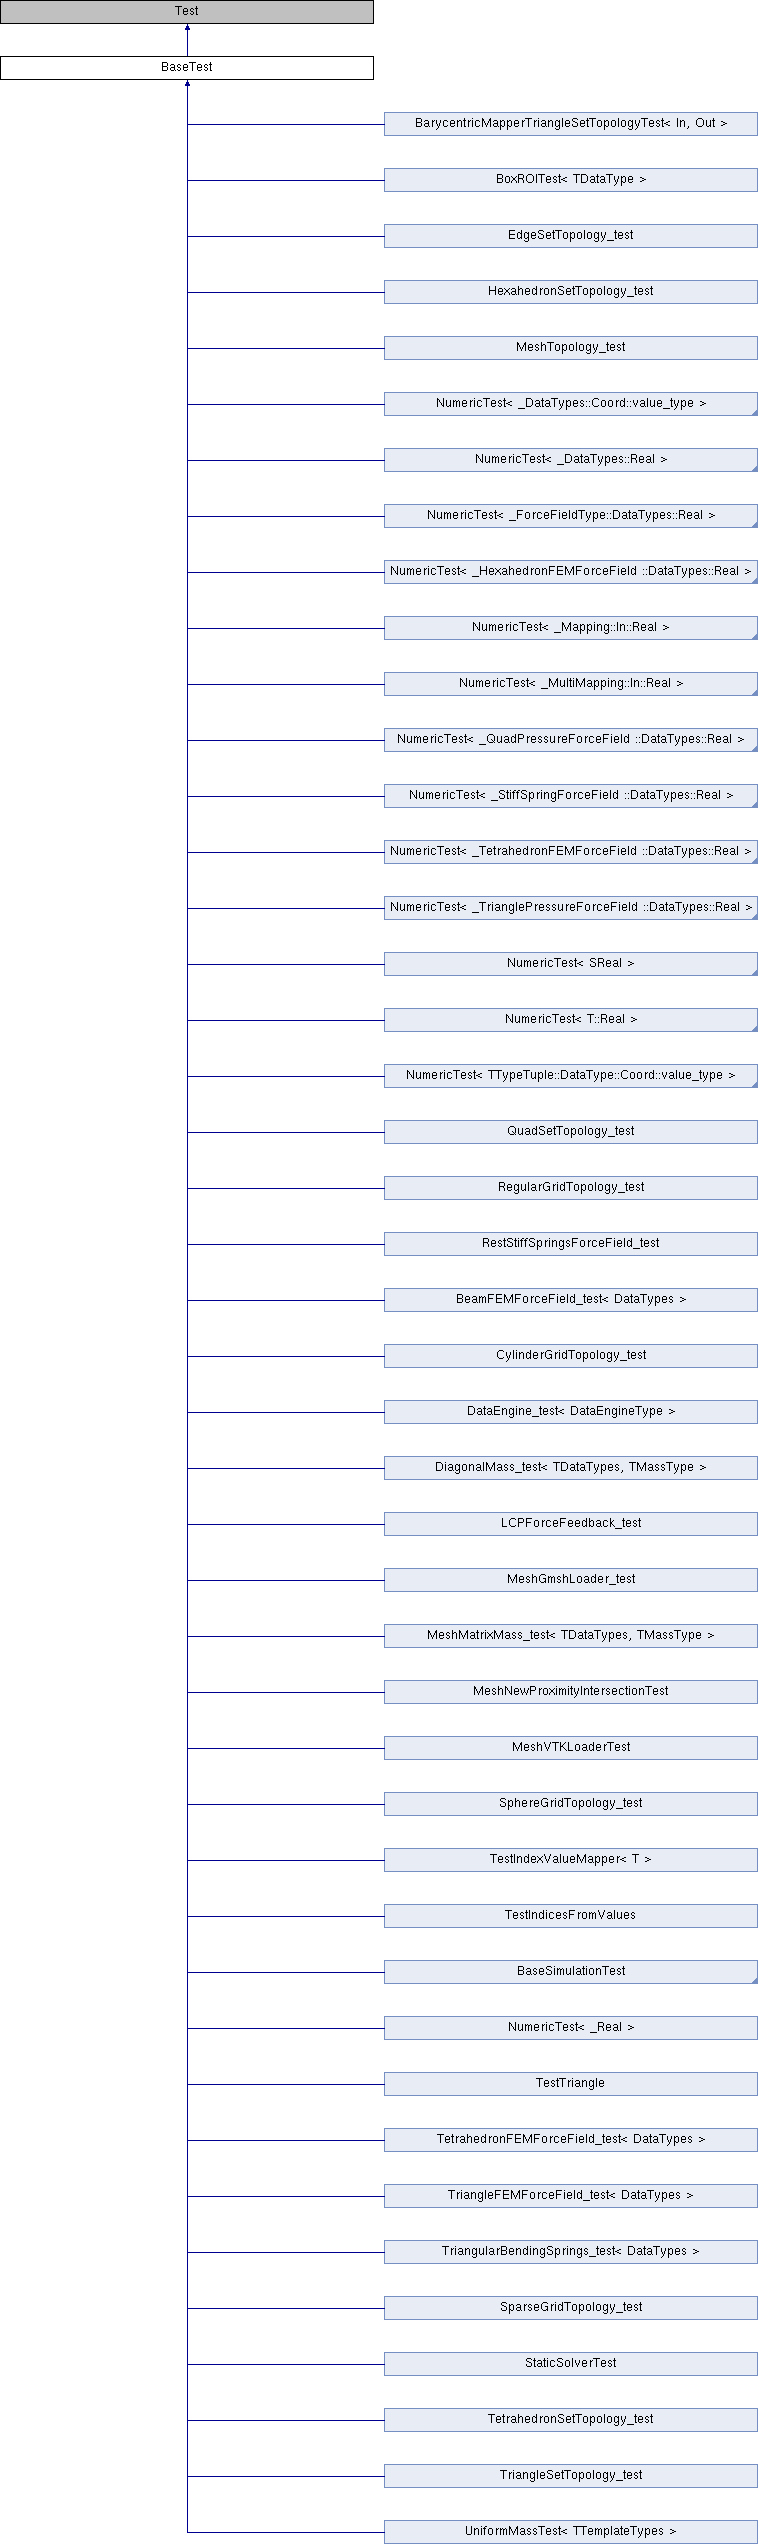 Test
BaseTest
BarycentricMapperTriangleSetTopologyTest< In, Out >
BoxROITest< TDataType >
EdgeSetTopology_test
HexahedronSetTopology_test
MeshTopology_test
NumericTest< _DataTypes::Coord::value_type >
NumericTest< _DataTypes::Real >
NumericTest< _ForceFieldType::DataTypes::Real >
NumericTest< _HexahedronFEMForceField ::DataTypes::Real >
NumericTest< _Mapping::In::Real >
NumericTest< _MultiMapping::In::Real >
NumericTest< _QuadPressureForceField ::DataTypes::Real >
NumericTest< _StiffSpringForceField ::DataTypes::Real >
NumericTest< _TetrahedronFEMForceField ::DataTypes::Real >
NumericTest< _TrianglePressureForceField ::DataTypes::Real >
NumericTest< SReal >
NumericTest< T::Real >
NumericTest< TTypeTuple::DataType::Coord::value_type >
QuadSetTopology_test
RegularGridTopology_test
RestStiffSpringsForceField_test
BeamFEMForceField_test< DataTypes >
CylinderGridTopology_test
DataEngine_test< DataEngineType >
DiagonalMass_test< TDataTypes, TMassType >
LCPForceFeedback_test
MeshGmshLoader_test
MeshMatrixMass_test< TDataTypes, TMassType >
MeshNewProximityIntersectionTest
MeshVTKLoaderTest
SphereGridTopology_test
TestIndexValueMapper< T >
TestIndicesFromValues
BaseSimulationTest
NumericTest< _Real >
TestTriangle
TetrahedronFEMForceField_test< DataTypes >
TriangleFEMForceField_test< DataTypes >
TriangularBendingSprings_test< DataTypes >
SparseGridTopology_test
StaticSolverTest
TetrahedronSetTopology_test
TriangleSetTopology_test
UniformMassTest< TTemplateTypes >